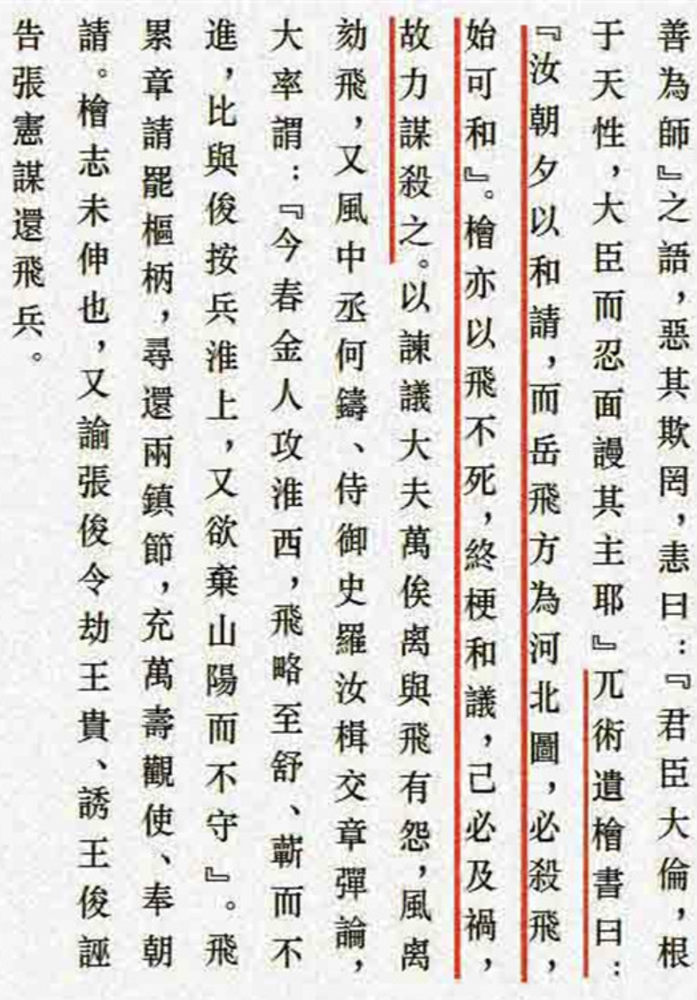 善為師』之語，惡其欺罔，恚曰：『君臣大倫，根
于天性，大臣而忍面謾其主耶』兀術遺檜書曰：
『汝朝夕以和請，而岳飛方為河北圖，必殺飛，
始可和』。檜亦以飛不死，終梗和議，己必及禍，
故力謀殺之。以諫議大夫萬俟卨與飛有怨，風卨
劾飛，又風中丞何鑄、侍御史羅汝楫交章彈論，
大率謂：『今春金人攻淮西，飛略至舒、蘄而不
進，比與俊按兵淮上，又欲棄山陽而不守』。飛
累章請罷樞柄，尋還兩鎮節，充萬壽觀使、奉朝
請。檜志未伸也，又諭張俊令劫王貴、誘王俊誣
告張憲謀還飛兵。